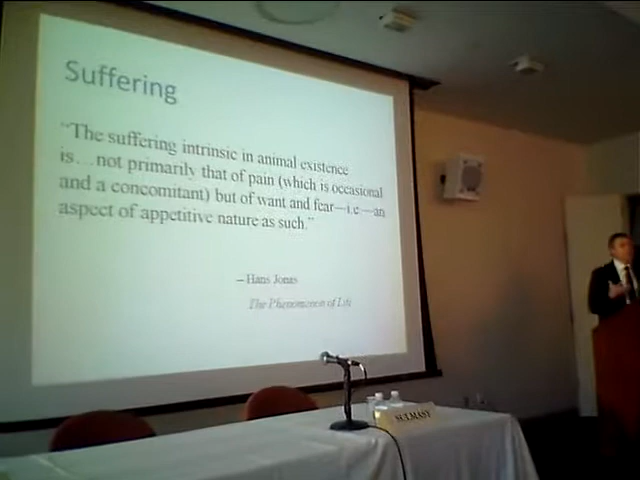 Suffering
"The suffering intrinsic in animal existence
is…not primarily that of pain (which is occasional
and a concomitant) but of want and fear—i.e.—an
aspect of appetitive nature as such."
—Hans Jonas
The Phenomenon of Life
SULMASY